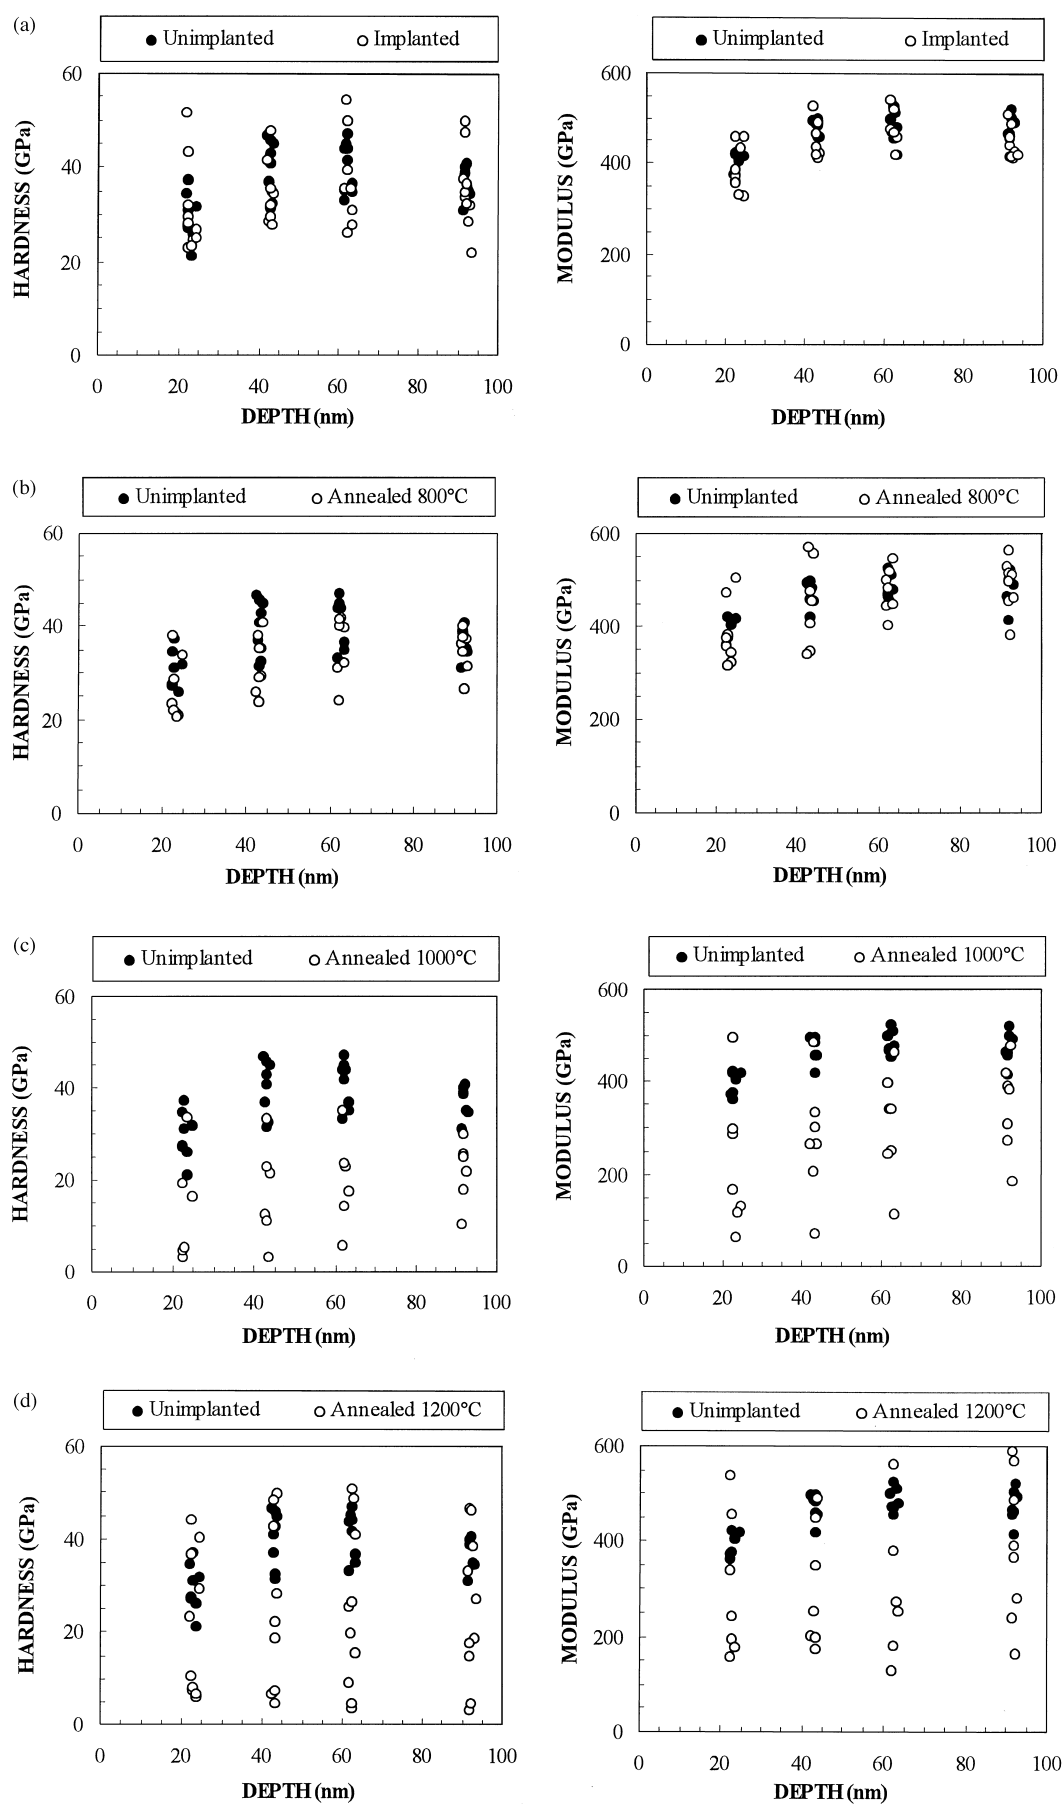 (a)
Unimplanted Implanted
HARDNESS (GPa)
60
40
20
0
0 20 40 60 80 100
DEPTH (nm)
Unimplanted Implanted
MODULUS (GPa)
600
400
200
0
0 20 40 60 80 100
DEPTH (nm)
(b)
Unimplanted Annealed 800°C
HARDNESS (GPa)
60
40
20
0
0 20 40 60 80 100
DEPTH (nm)
Unimplanted Annealed 800°C
MODULUS (GPa)
600
400
200
0
0 20 40 60 80 100
DEPTH (nm)
(c)
Unimplanted Annealed 1000°C
HARDNESS (GPa)
60
40
20
0
0 20 40 60 80 100
DEPTH (nm)
Unimplanted Annealed 1000°C
MODULUS (GPa)
600
400
200
0
0 20 40 60 80 100
DEPTH (nm)
(d)
Unimplanted Annealed 1200°C
HARDNESS (GPa)
60
40
20
0
0 20 40 60 80 100
DEPTH (nm)
Unimplanted Annealed 1200°C
MODULUS (GPa)
600
400
200
0
0 20 40 60 80 100
DEPTH (nm)